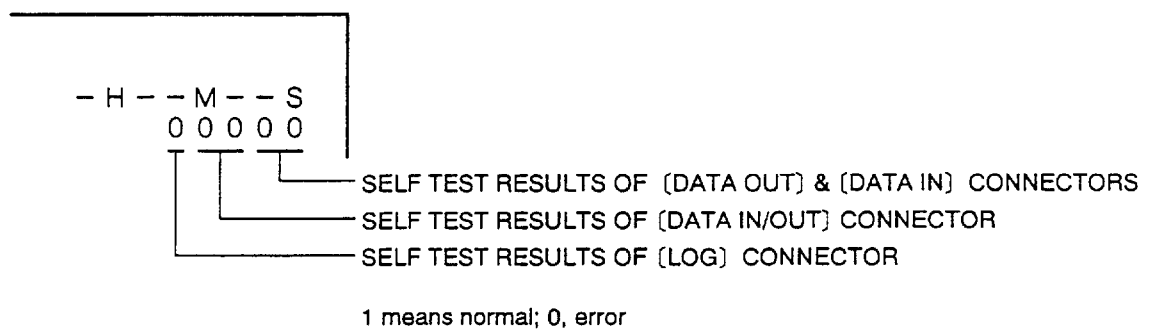 – H – – M – – S
0 0 0 0 0
SELF TEST RESULTS OF [DATA OUT] & [DATA IN] CONNECTORS
SELF TEST RESULTS OF [DATA IN/OUT] CONNECTOR
SELF TEST RESULTS OF [LOG] CONNECTOR
1 means normal; 0, error